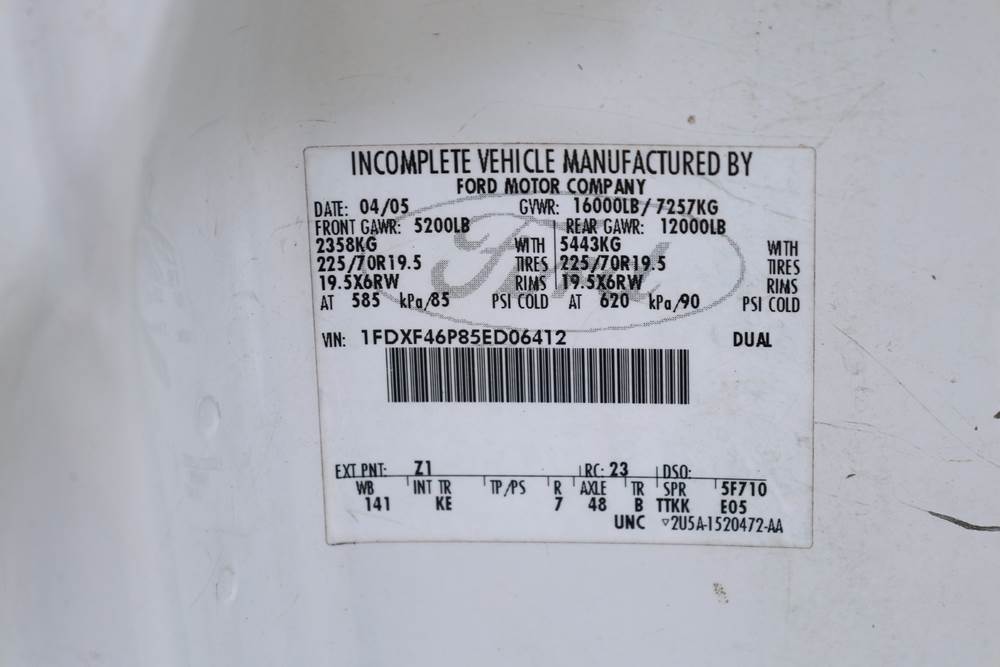 INCOMPLETE VEHICLE MANUFACTURED BY
FORD MOTOR COMPANY
DATE: 04/05 GVWR: 16000LB/7257KG
FRONT GAWR: 5200LB REAR GAWR: 12000LB
2358KG WITH 5443KG WITH
225/70R19.5 TIRES 225/70R19.5 TIRES
19.5X6RW RIMS 19.5X6RW RIMS
AT 585 kPa/85 PSI COLD AT 620 kPa/90 PSI COLD
Ford
VIN: 1FDXF46P85ED06412 DUAL
EXT PNT: Z1 RC: 23 DSO:
WB INT TR TP/PS R AXLE TR SPR 5F710
141 KE 7 48 B TTKK E05
UNC ▽2U5A-1520472-AA